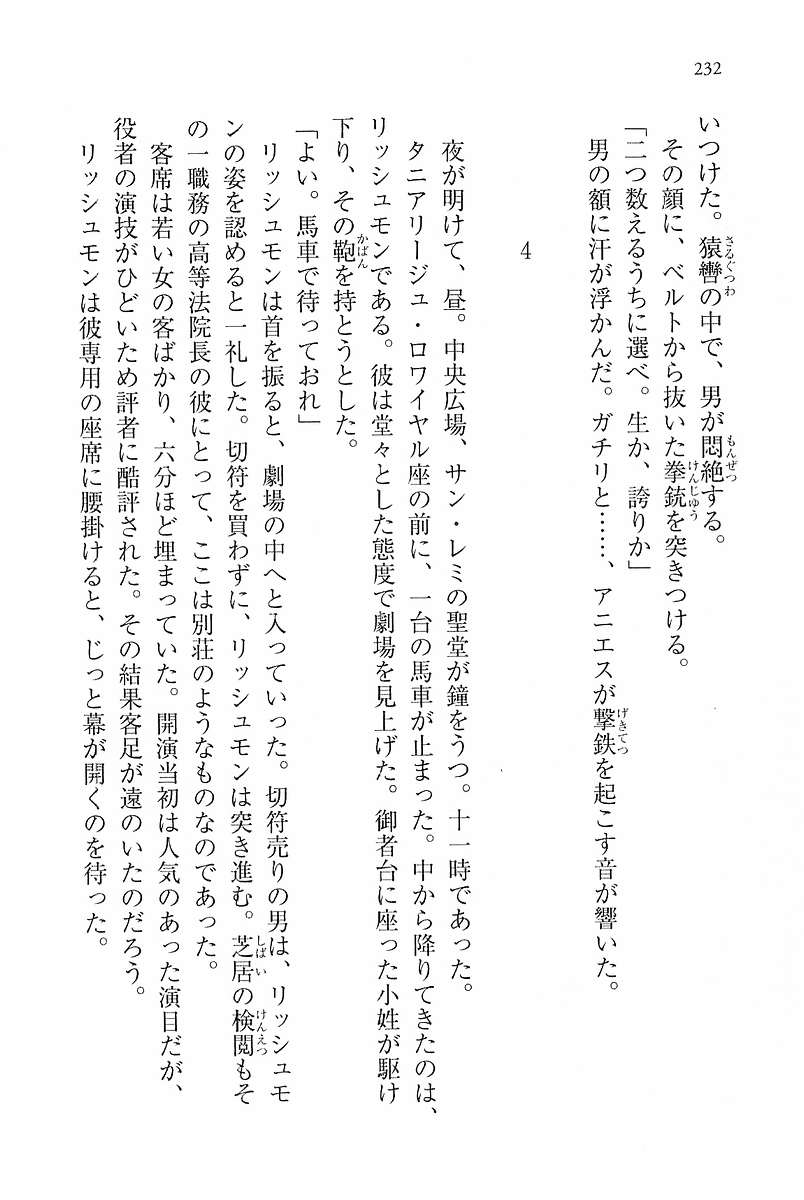 232
いつけた。猿轡の中で、男が悶絶する。
その顔に、ベルトから抜いた拳銃を突きつける。
「二つ数えるうちに選べ。生か、誇りか」
男の額に汗が浮かんだ。ガチリと……、アニエスが撃鉄を起こす音が響いた。
4
夜が明けて、昼。中央広場、サン・レミの聖堂が鐘をうつ。十一時であった。
タニアリージュ・ロワイヤル座の前に、一台の馬車が止まった。中から降りてきたのは、
リッシュモンである。彼は堂々とした態度で劇場を見上げた。御者台に座った小姓が駆け
下り、その鞄を持とうとした。
「よい。馬車で待っておれ」
リッシュモンは首を振ると、劇場の中へと入っていった。切符売りの男は、リッシュモ
ンの姿を認めると一礼した。切符を買わずに、リッシュモンは突き進む。芝居の検閲もそ
の一職務の高等法院長の彼にとって、ここは別荘のようなものなのであった。
客席は若い女の客ばかり、六分ほど埋まっていた。開演当初は人気のあった演目だが、
役者の演技がひどいため評者に酷評された。その結果客足が遠のいたのだろう。
リッシュモンは彼専用の座席に腰掛けると、じっと幕が開くのを待った。